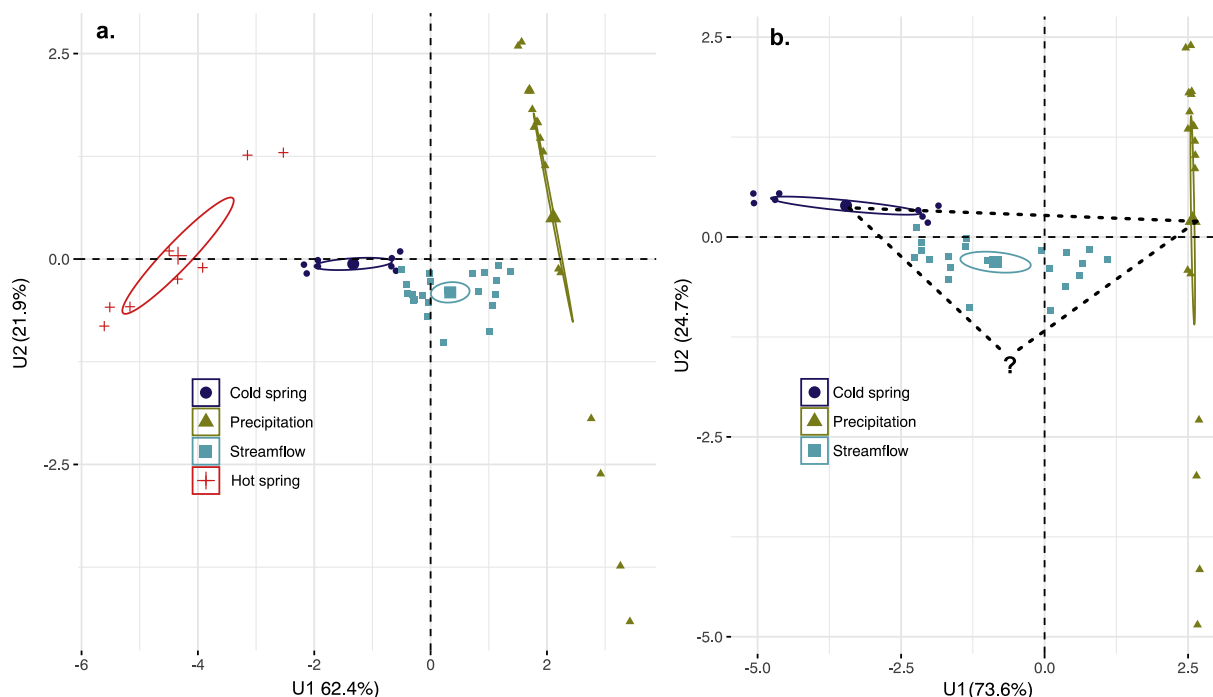 a.
2.5
0.0
-2.5
U2 (21.9%)
Cold spring
Precipitation
Streamflow
Hot spring
-6
-4
-2
0
2
U1 62.4%)
b.
2.5
0.0
-2.5
-5.0
U2 (24.7%)
?
Cold spring
Precipitation
Streamflow
-5.0
-2.5
0.0
2.5
U1(73.6%)